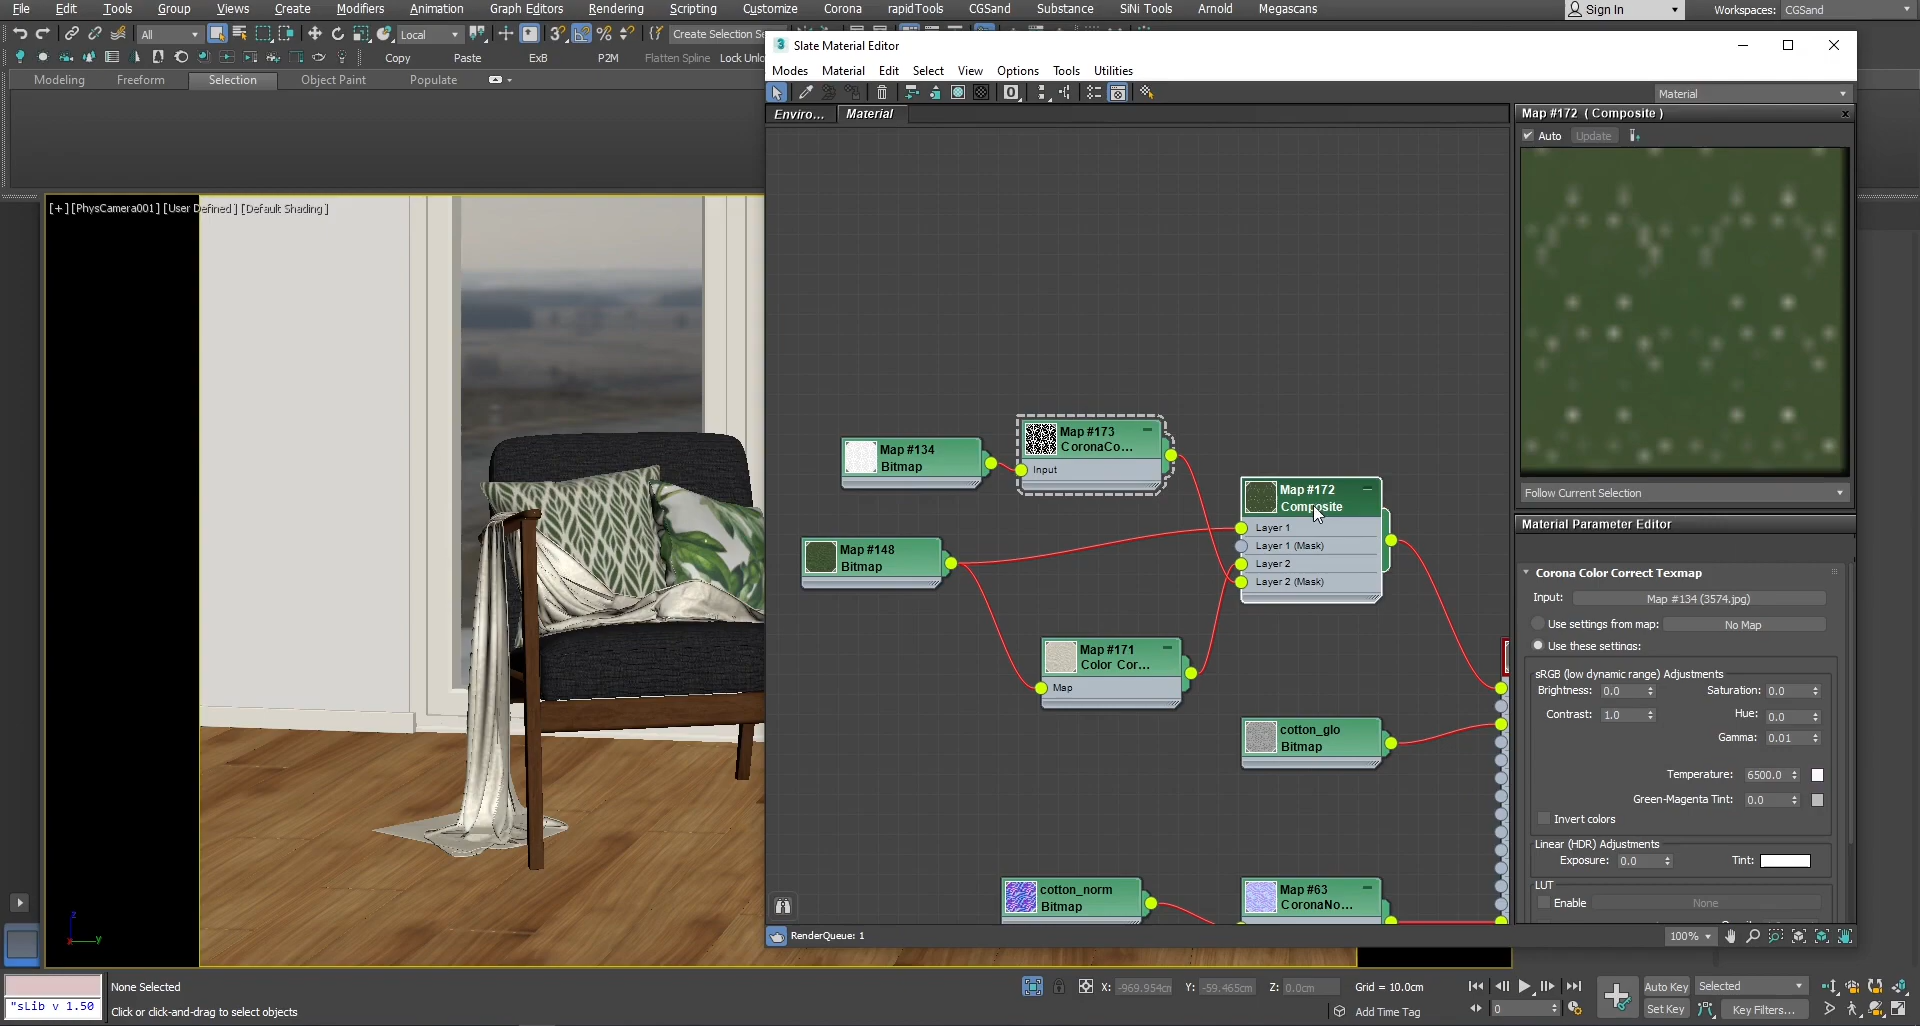 File Edit Tools Group Views Create Modifiers Animation Graph Editors Rendering Scripting Customize Corona rapidTools CGSand Substance SiNi Tools Arnold Megascans Sign In Workspaces: CGSand
All Local Create Selection Se
Copy Paste ExB P2M Flatten Spline Lock Unlo
Modeling Freeform Selection Object Paint Populate
Slate Material Editor
Modes Material Edit Select View Options Tools Utilities
Material
Enviro... Material
[+][PhysCamera001][User Defined][Default Shading]
Map #172 ( Composite )
Auto Update
Follow Current Selection
Map #134
Bitmap
Map #173
CoronaCo...
Input
Map #148
Bitmap
Map #172
Composite
Layer 1
Layer 1 (Mask)
Layer 2
Layer 2 (Mask)
Map #171
Color Cor...
Map
cotton_glo
Bitmap
cotton_norm
Bitmap
Map #63
CoronaNo...
Material Parameter Editor
Corona Color Correct Texmap
Input: Map #134 (3574.jpg)
Use settings from map: No Map
Use these settings:
sRGB (low dynamic range) Adjustments
Brightness: 0.0 Saturation: 0.0
Contrast: 1.0 Hue: 0.0
Gamma: 0.01
Temperature: 6500.0
Green-Magenta Tint: 0.0
Invert colors
Linear (HDR) Adjustments
Exposure: 0.0 Tint:
LUT
Enable None
RenderQueue: 1
100%
z
x y
None Selected
"sLib v 1.50
Click or click-and-drag to select objects
X: -969.954cm Y: -59.465cm Z: 0.0cm Grid = 10.0cm
Add Time Tag
0
Auto Key Selected
Set Key Key Filters...